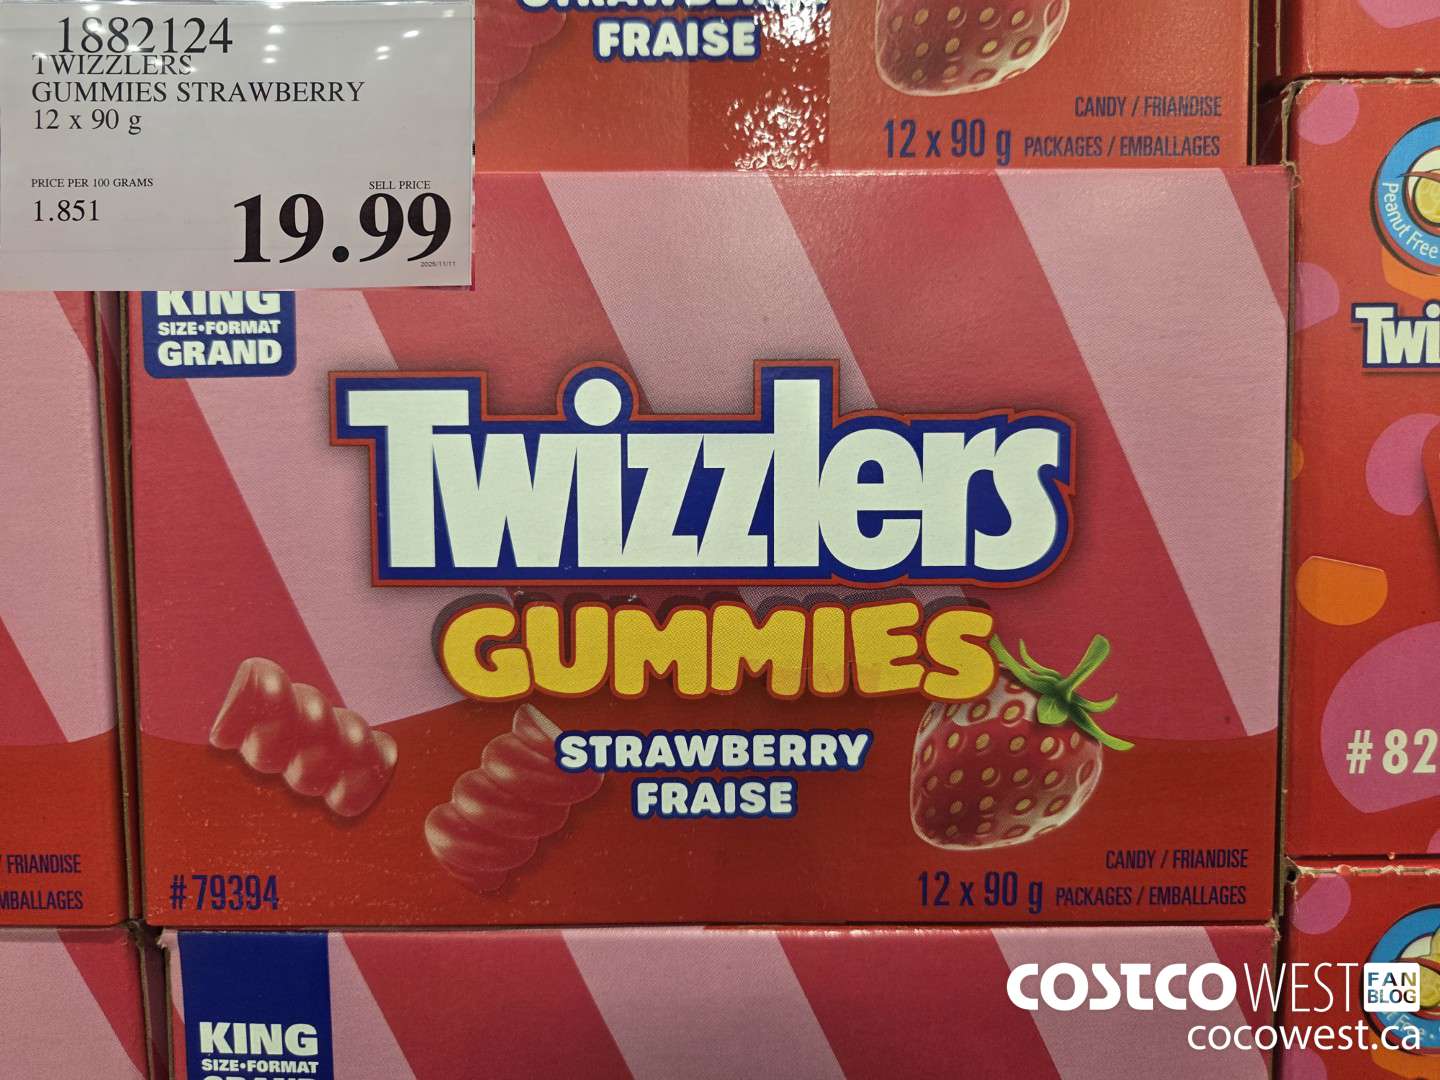 1882124
TWIZZLERS
GUMMIES STRAWBERRY
12 x 90 g
PRICE PER 100 GRAMS
1.851
SELL PRICE
19.99
FRAISE
CANDY / FRIANDISE
12 x 90 g PACKAGES / EMBALLAGES
KING
SIZE•FORMAT
GRAND
Twizzlers
GUMMIES
STRAWBERRY
FRAISE
#79394
CANDY / FRIANDISE
12 x 90 g PACKAGES / EMBALLAGES
/ FRIANDISE
MBALLAGES
Peanut Free
Twi
#82
KING
SIZE•FORMAT
COSTCO WEST FAN BLOG
cocowest.ca